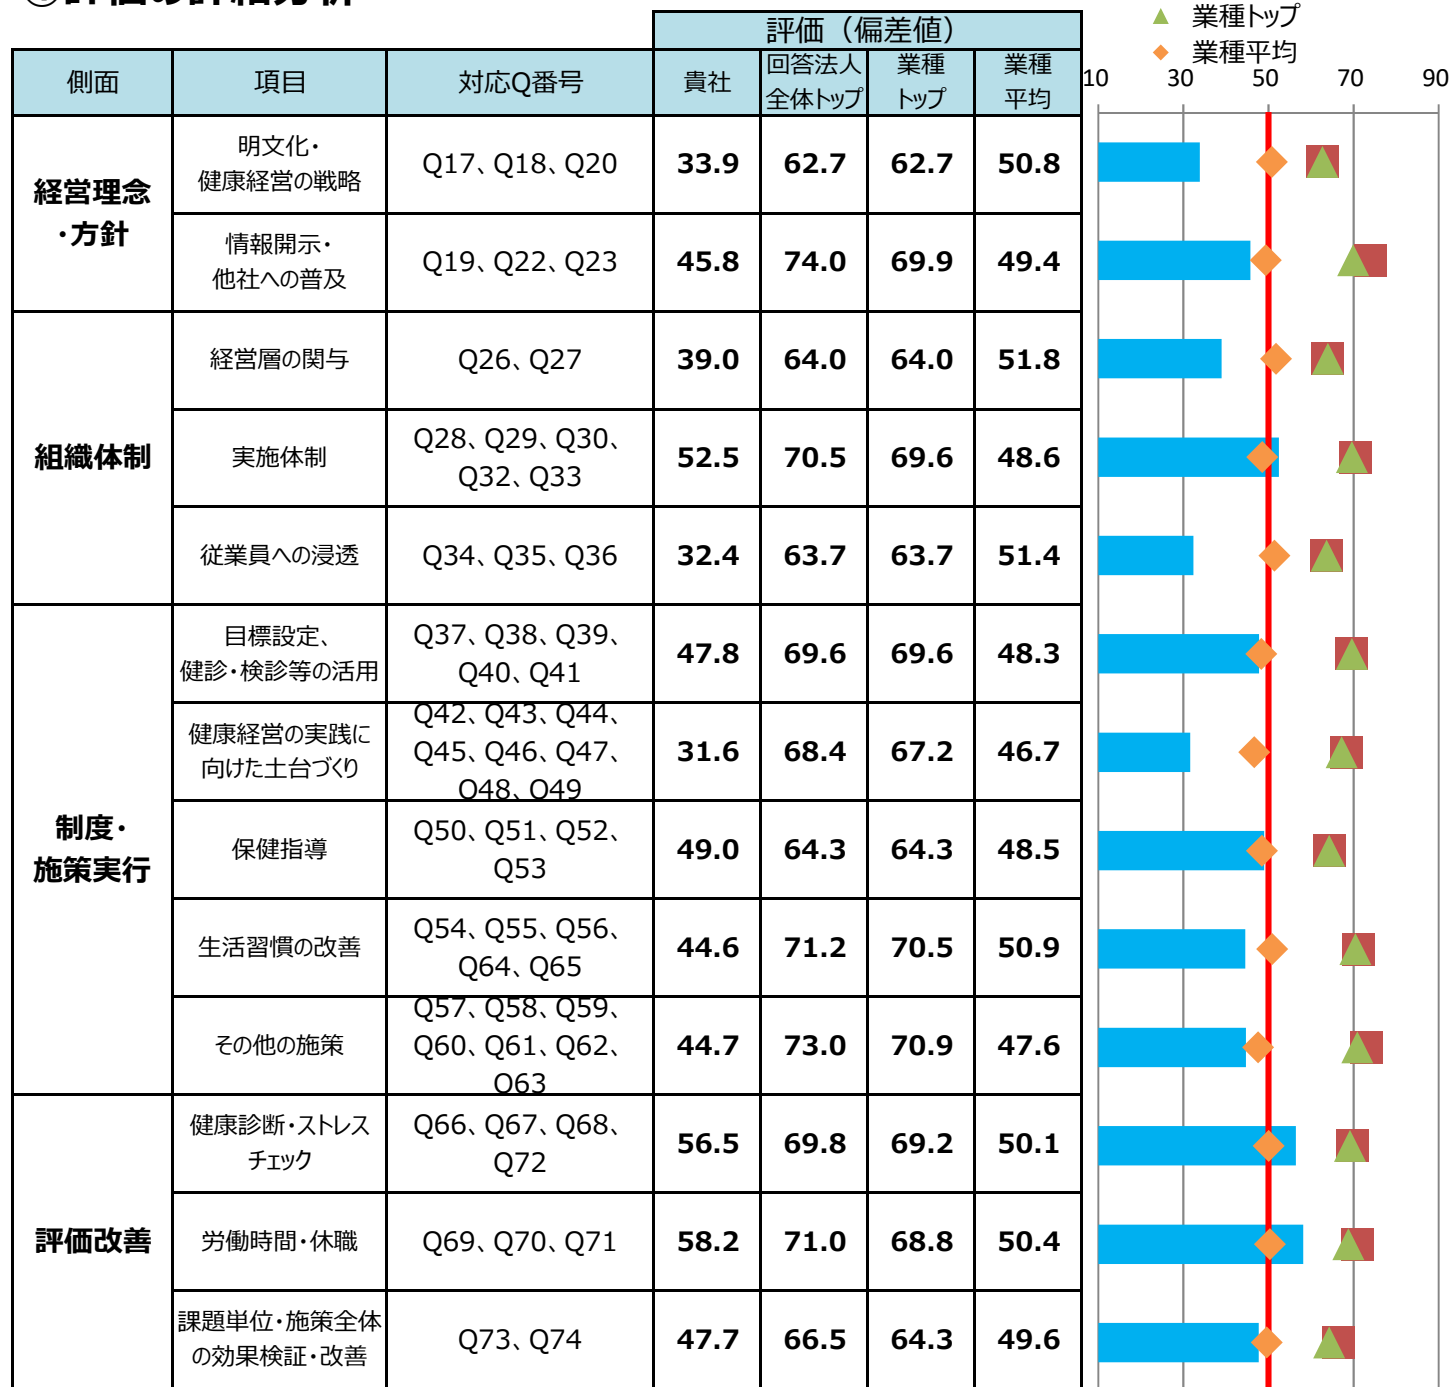 評価（偏差値）
▲ 業種トップ
◆ 業種平均
側面 項目 対応Q番号 貴社 回答法人 業種 業種
全体トップ トップ 平均
10 30 50 70 90
経営理念
・方針
明文化・
健康経営の戦略
Q17、Q18、Q20 33.9 62.7 62.7 50.8
情報開示・
他社への普及
Q19、Q22、Q23 45.8 74.0 69.9 49.4
組織体制
経営層の関与 Q26、Q27 39.0 64.0 64.0 51.8
実施体制
Q28、Q29、Q30、
Q32、Q33
52.5 70.5 69.6 48.6
従業員への浸透 Q34、Q35、Q36 32.4 63.7 63.7 51.4
制度・
施策実行
目標設定、
健診・検診等の活用
Q37、Q38、Q39、
Q40、Q41
47.8 69.6 69.6 48.3
健康経営の実践に
向けた土台づくり
Q42、Q43、Q44、
Q45、Q46、Q47、
Q48、Q49
31.6 68.4 67.2 46.7
保健指導
Q50、Q51、Q52、
Q53
49.0 64.3 64.3 48.5
生活習慣の改善
Q54、Q55、Q56、
Q64、Q65
44.6 71.2 70.5 50.9
その他の施策
Q57、Q58、Q59、
Q60、Q61、Q62、
Q63
44.7 73.0 70.9 47.6
評価改善
健康診断・ストレス
チェック
Q66、Q67、Q68、
Q72
56.5 69.8 69.2 50.1
労働時間・休職 Q69、Q70、Q71 58.2 71.0 68.8 50.4
課題単位・施策全体
の効果検証・改善
Q73、Q74 47.7 66.5 64.3 49.6